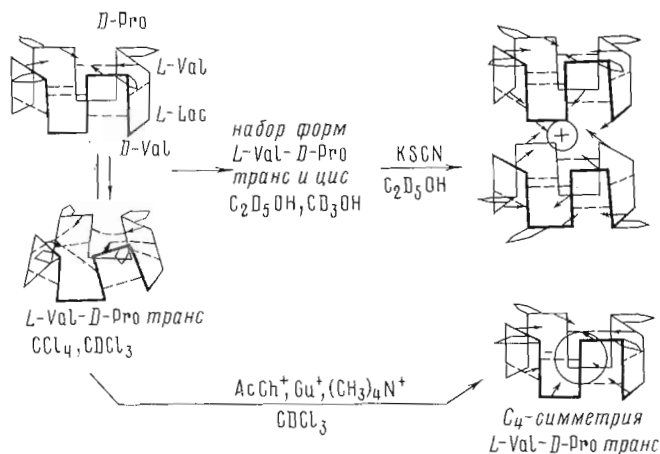 D-Pro
L-Val
L-Lac
D-Val
набор форм
L-Val-D-Pro
транс и цис
C₂D₅OH, CD₃OH
KSCN
C₂D₅OH
+
L-Val-D-Pro транс
CCl₄, CDCl₃
AcCh⁺, Gu⁺, (CH₃)₄N⁺
CDCl₃
C₄-симметрия
L-Val-D-Pro транс